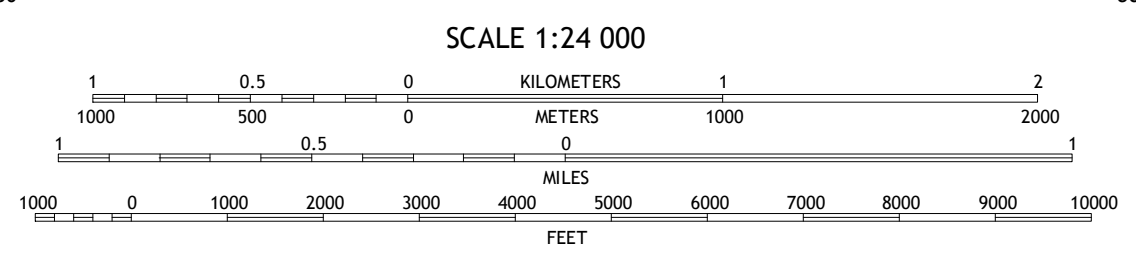 SCALE 1:24 000
1 0.5 0 KILOMETERS 1 2
1000 500 0 METERS 1000 2000
1 0.5 0 1
MILES
1000 0 1000 2000 3000 4000 5000 6000 7000 8000 9000 10000
FEET